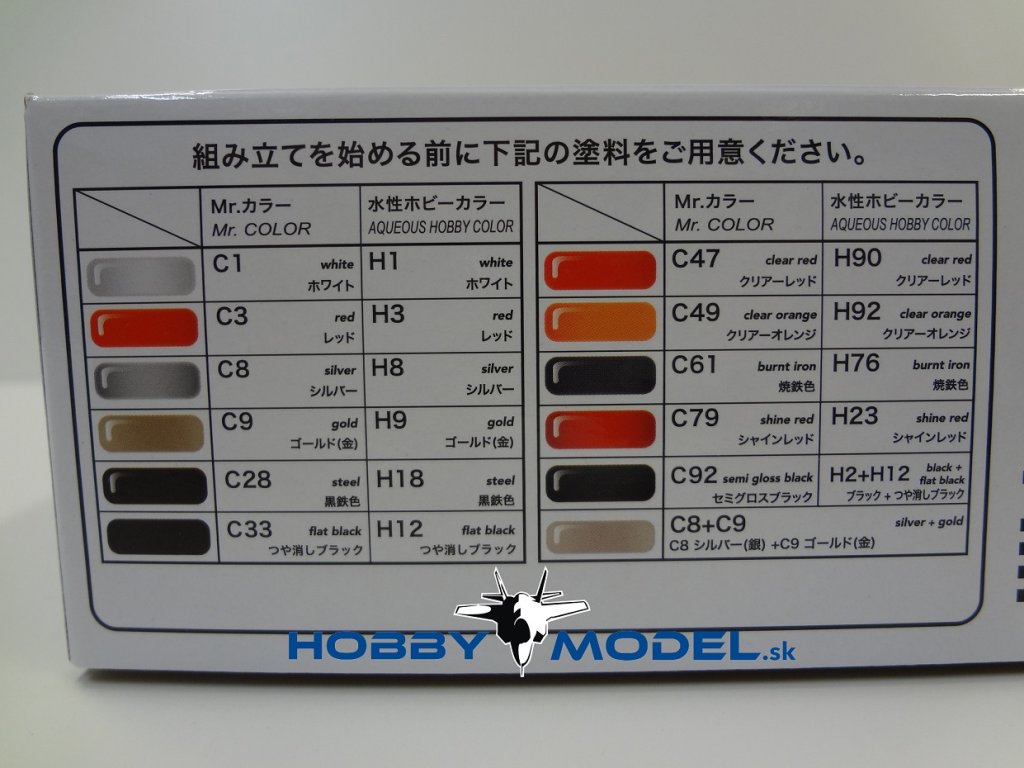 組み立てを始める前に下記の塗料をご用意ください。
Mr.カラー 水性ホビーカラー
Mr. COLOR AQUEOUS HOBBY COLOR
C1 white H1 white
ホワイト ホワイト
C3 red H3 red
レッド レッド
C8 silver H8 silver
シルバー シルバー
C9 gold H9 gold
ゴールド(金) ゴールド(金)
C28 steel H18 steel
黒鉄色 黒鉄色
C33 flat black H12 flat black
つや消しブラック つや消しブラック
Mr.カラー 水性ホビーカラー
Mr. COLOR AQUEOUS HOBBY COLOR
C47 clear red H90 clear red
クリアーレッド クリアーレッド
C49 clear orange H92 clear orange
クリアーオレンジ クリアーオレンジ
C61 burnt iron H76 burnt iron
焼鉄色 焼鉄色
C79 shine red H23 shine red
シャインレッド シャインレッド
C92 semi gloss black H2+H12 black + flat black
セミグロスブラック ブラック + つや消しブラック
C8+C9 silver + gold
C8 シルバー(銀) +C9 ゴールド(金)
HOBBY MODEL.sk